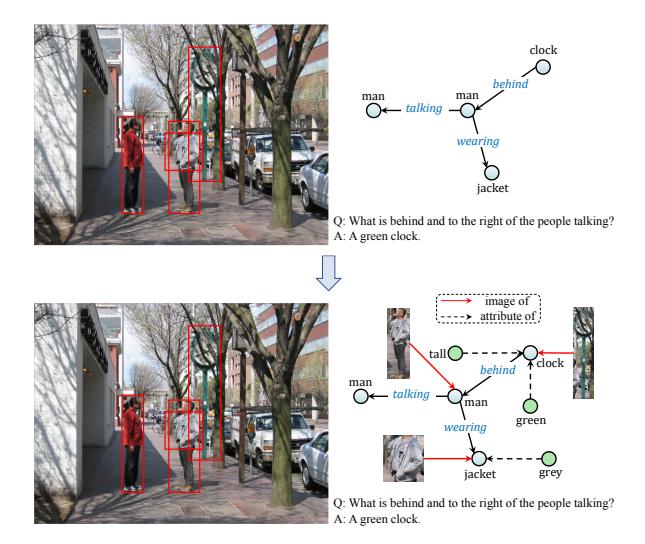 clock
behind
man
man
talking
wearing
jacket
Q: What is behind and to the right of the people talking?
A: A green clock.
image of
attribute of
tall
clock
behind
man
talking
man
green
wearing
jacket
grey
Q: What is behind and to the right of the people talking?
A: A green clock.